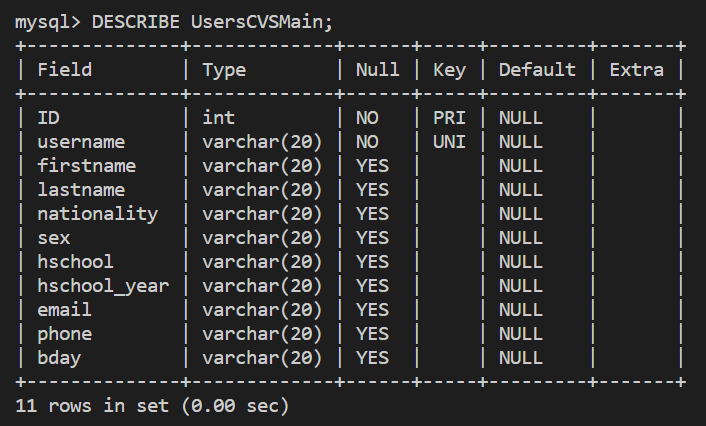 mysql> DESCRIBE UsersCVSMain;
+--------------+-------------+------+-----+---------+-------+
| Field        | Type        | Null | Key | Default | Extra |
+--------------+-------------+------+-----+---------+-------+
| ID           | int         | NO   | PRI | NULL    |       |
| username     | varchar(20) | NO   | UNI | NULL    |       |
| firstname    | varchar(20) | YES  |     | NULL    |       |
| lastname     | varchar(20) | YES  |     | NULL    |       |
| nationality  | varchar(20) | YES  |     | NULL    |       |
| sex          | varchar(20) | YES  |     | NULL    |       |
| hschool      | varchar(20) | YES  |     | NULL    |       |
| hschool_year | varchar(20) | YES  |     | NULL    |       |
| email        | varchar(20) | YES  |     | NULL    |       |
| phone        | varchar(20) | YES  |     | NULL    |       |
| bday         | varchar(20) | YES  |     | NULL    |       |
+--------------+-------------+------+-----+---------+-------+
11 rows in set (0.00 sec)